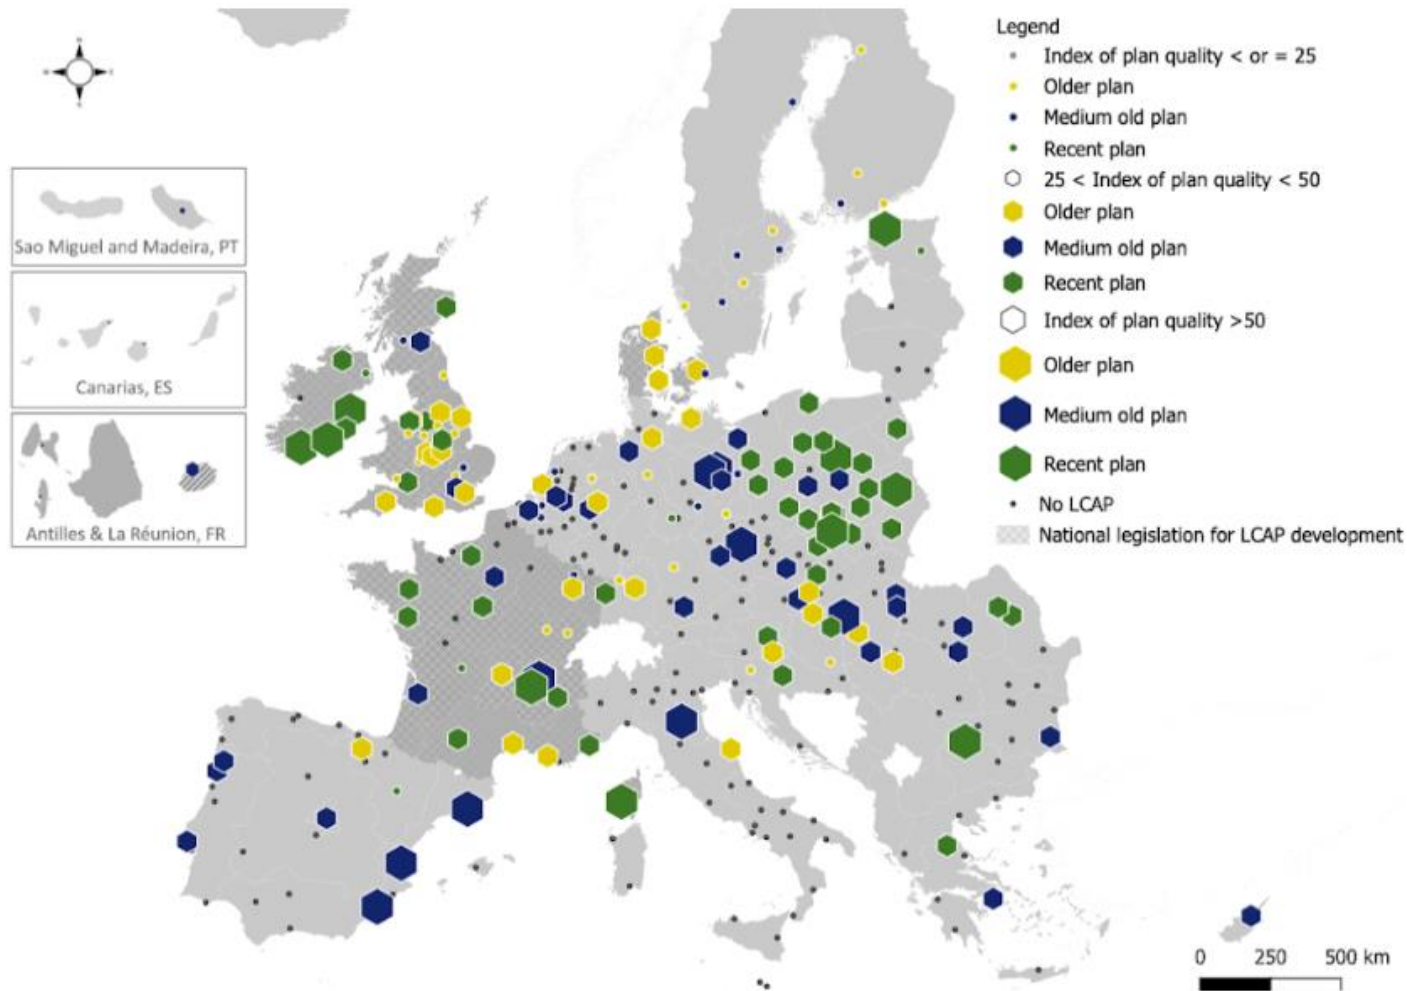 Legend
Index of plan quality < or = 25
Older plan
Medium old plan
Recent plan
25 < Index of plan quality < 50
Older plan
Medium old plan
Recent plan
Index of plan quality >50
Older plan
Medium old plan
Recent plan
No LCAP
National legislation for LCAP development
Sao Miguel and Madeira, PT
Canarias, ES
Antilles & La Réunion, FR
0 250 500 km